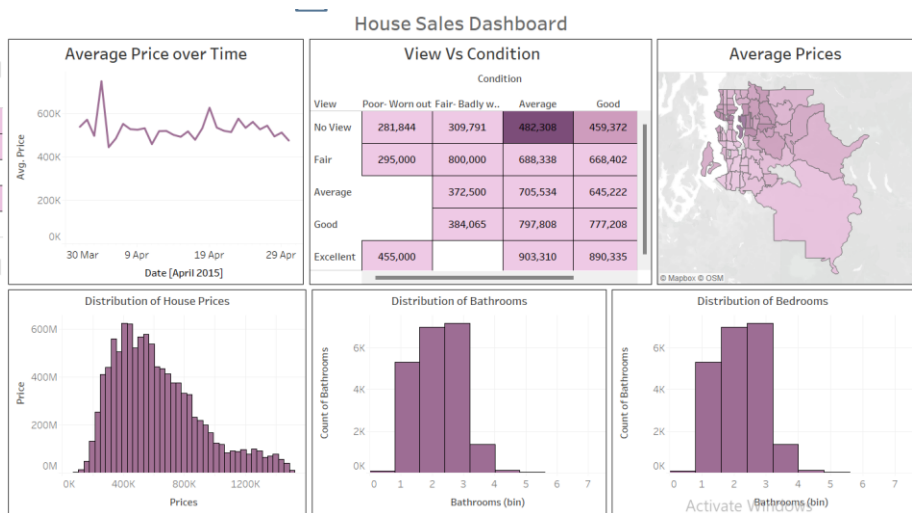 House Sales Dashboard
Average Price over Time
Avg. Price
600K
400K
200K
0K
30 Mar 9 Apr 19 Apr 29 Apr
Date [April 2015]
View Vs Condition
Condition
View Poor- Worn out Fair- Badly w.. Average Good
No View 281,844 309,791 482,308 459,372
Fair 295,000 800,000 688,338 668,402
Average 372,500 705,534 645,222
Good 384,065 797,808 777,208
Excellent 455,000 903,310 890,335
Average Prices
© Mapbox © OSM
Distribution of House Prices
Price
600M
400M
200M
0M
0K 400K 800K 1200K
Prices
Distribution of Bathrooms
Count of Bathrooms
6K
4K
2K
0K
0 1 2 3 4 5 6 7
Bathrooms (bin)
Distribution of Bedrooms
Count of Bathrooms
6K
4K
2K
0K
0 1 2 3 4 5 6 7
Bathrooms (bin)
Activate Windows